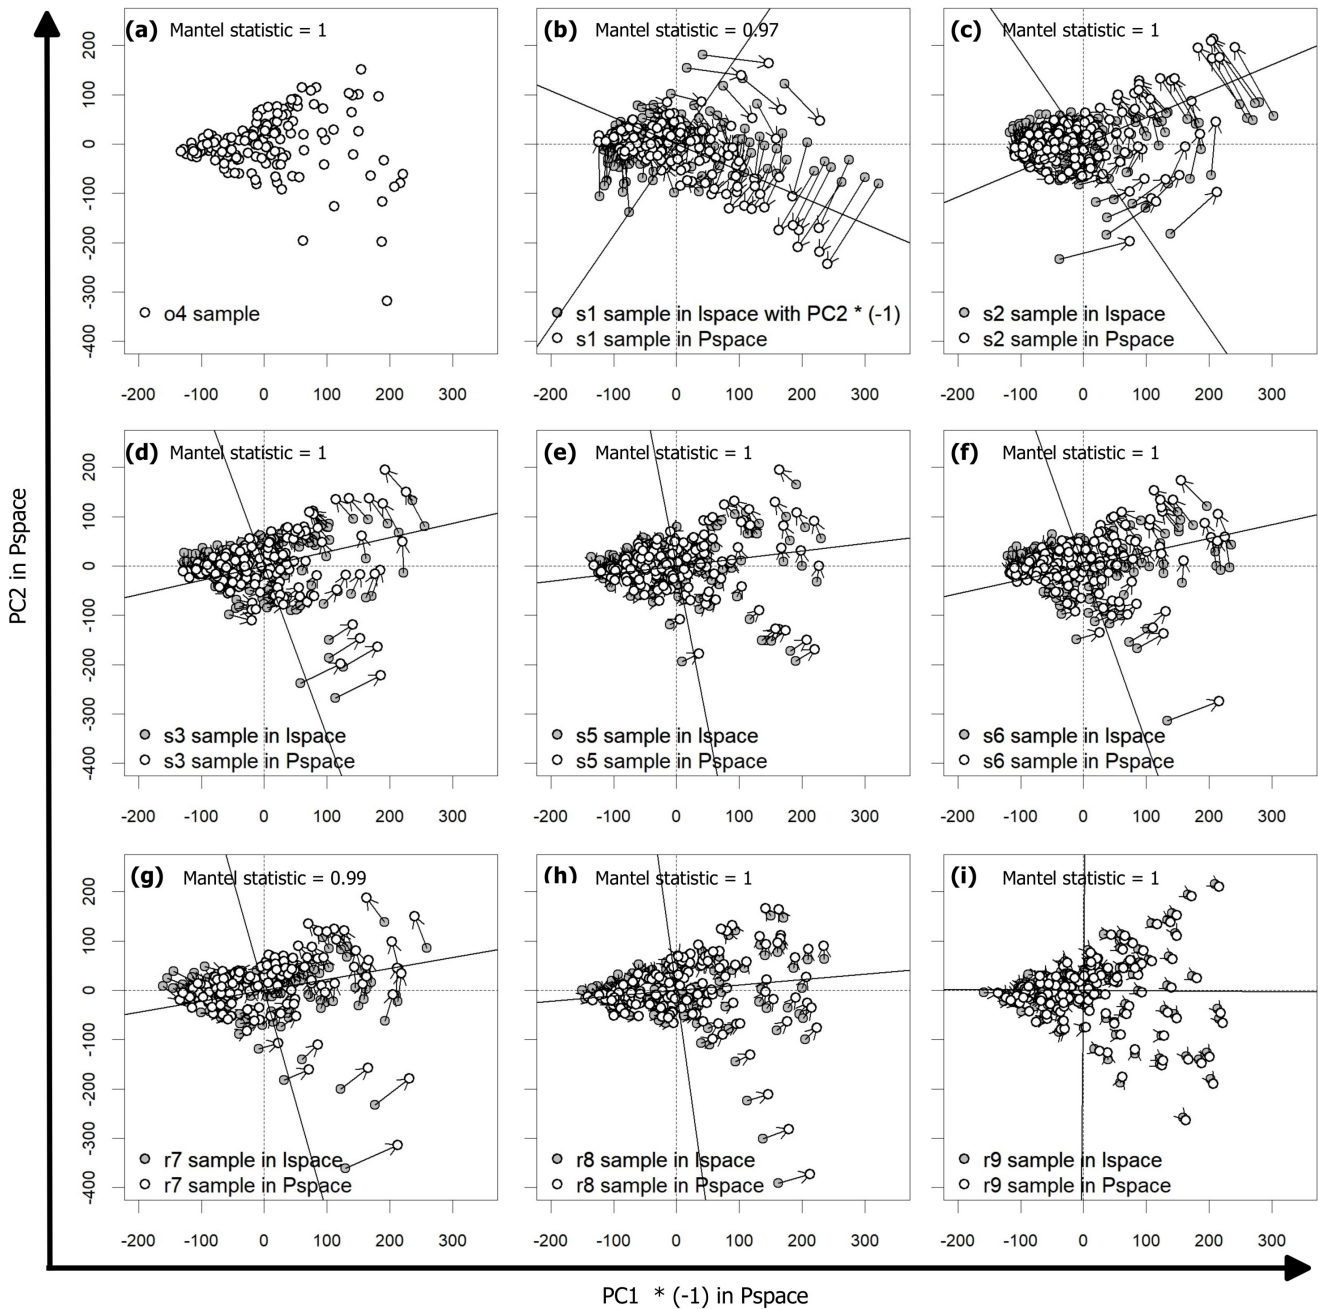 (a) Mantel statistic = 1
(b) Mantel statistic = 0.97
(c) Mantel statistic = 1
200
100
0
-100
-200
-300
-400
o4 sample
s1 sample in Ispace with PC2 * (-1)
s1 sample in Pspace
s2 sample in Ispace
s2 sample in Pspace
-200 -100 0 100 200 300
-200 -100 0 100 200 300
-200 -100 0 100 200 300
(d) Mantel statistic = 1
(e) Mantel statistic = 1
(f) Mantel statistic = 1
200
100
0
-100
-200
-300
-400
s3 sample in Ispace
s3 sample in Pspace
s5 sample in Ispace
s5 sample in Pspace
s6 sample in Ispace
s6 sample in Pspace
-200 -100 0 100 200 300
-200 -100 0 100 200 300
-200 -100 0 100 200 300
(g) Mantel statistic = 0.99
(h) Mantel statistic = 1
(i) Mantel statistic = 1
200
100
0
-100
-200
-300
-400
r7 sample in Ispace
r7 sample in Pspace
r8 sample in Ispace
r8 sample in Pspace
r9 sample in Ispace
r9 sample in Pspace
-200 -100 0 100 200 300
-200 -100 0 100 200 300
-200 -100 0 100 200 300
PC2 in Pspace
PC1 * (-1) in Pspace